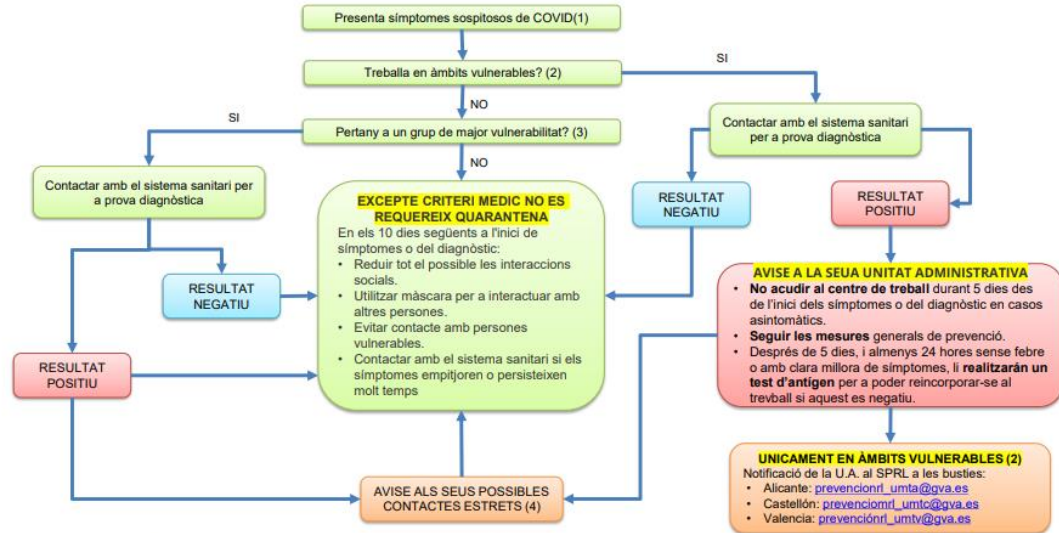 Presenta símptomes sospitosos de COVID(1)
Treballa en àmbits vulnerables? (2)
SI
NO
SI
Pertany a un grup de major vulnerabilitat? (3)
Contactar amb el sistema sanitari
per a prova diagnòstica
NO
Contactar amb el sistema sanitari per
a prova diagnòstica
EXCEPTE CRITERI MEDIC NO ES
REQUEREIX QUARANTENA
En els 10 dies següents a l'inici de
símptomes o del diagnòstic:
• Reduir tot el possible les interaccions
socials.
• Utilitzar màscara per a interactuar amb
altres persones.
• Evitar contacte amb persones
vulnerables.
• Contactar amb el sistema sanitari si els
símptomes empitjoren o persisteixen
molt temps
RESULTAT
NEGATIU
RESULTAT
POSITIU
RESULTAT
NEGATIU
RESULTAT
POSITIU
AVISE A LA SEUA UNITAT ADMINISTRATIVA
• No acudir al centre de treball durant 5 dies des
de l'inici dels símptomes o del diagnòstic en casos
asintomàtics.
• Seguir les mesures generals de prevenció.
• Després de 5 dies, i almenys 24 hores sense febre
o amb clara millora de símptomes, li realitzarán un
test d'antígen per a poder reincorporar-se al
trevball si aquest es negatiu.
AVISE ALS SEUS POSSIBLES
CONTACTES ESTRETS (4)
UNICAMENT EN ÀMBITS VULNERABLES (2)
Notificació de la U.A. al SPRL a les busties:
• Alicante: prevencionrl_umta@gva.es
• Castellón: prevenciomrl_umtc@gva.es
• Valencia: prevenciónrl_umtv@gva.es